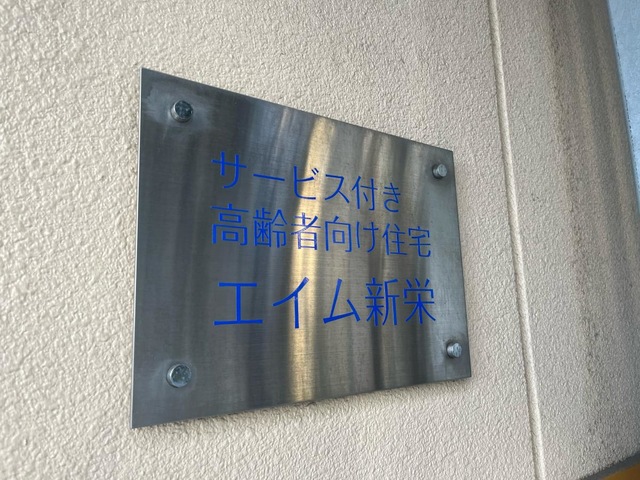 サービス付き
高齢者向け住宅
エイム新栄